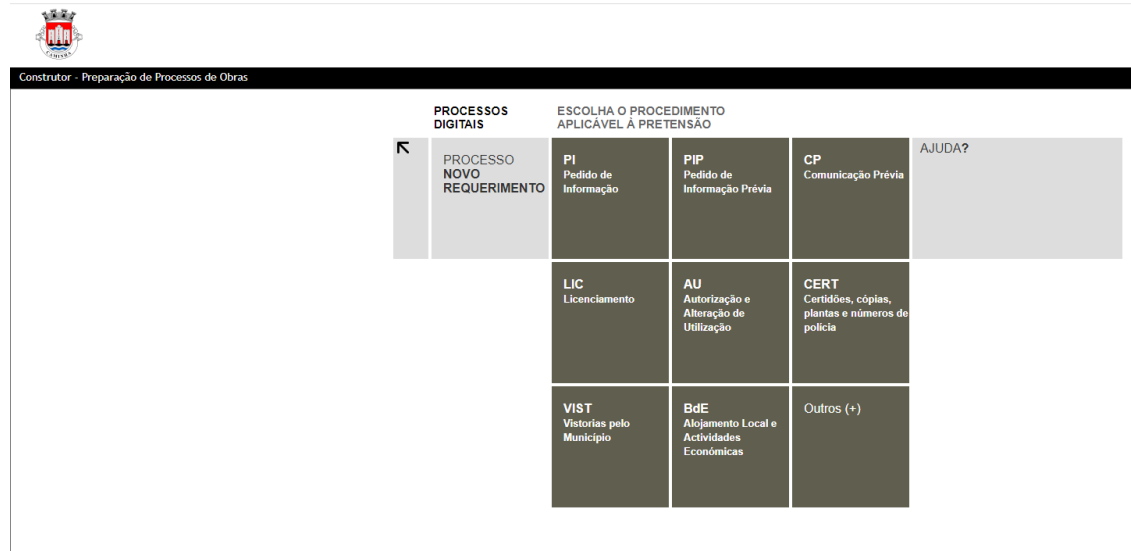 CAMINHA
Construtor - Preparação de Processos de Obras
PROCESSOS
DIGITAIS
ESCOLHA O PROCEDIMENTO
APLICÁVEL Á PRETENSÃO
PROCESSO
NOVO
REQUERIMENTO
PI
Pedido de
Informação
PIP
Pedido de
Informação Prévia
CP
Comunicação Prévia
AJUDA?
LIC
Licenciamento
AU
Autorização e
Alteração de
Utilização
CERT
Certidões, cópias,
plantas e números de
policia
VIST
Vistorias pelo
Município
BdE
Alojamento Local e
Actividades
Económicas
Outros (+)